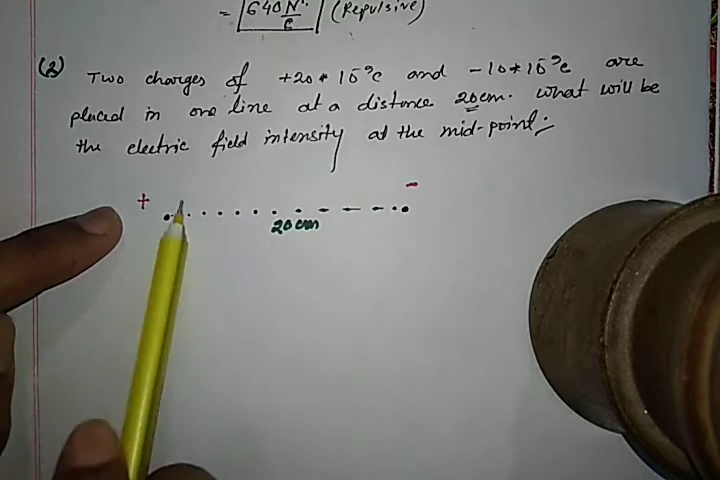 = 640 N/C (Repulsive)
(2) Two charges of +20 * 10⁻⁹c and -10*10⁻⁹c are
placed in one line at a distance 20cm. what will be
the electric field intensity at the mid-point:-
+ -
20cm